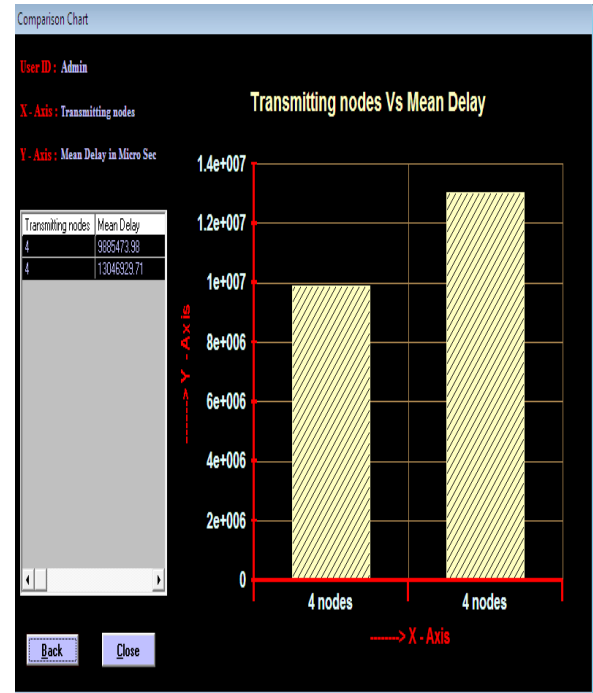 Comparison Chart
User ID : Admin
X - Axis : Transmitting nodes
Y - Axis : Mean Delay in Micro Sec
Transmitting nodes Mean Delay
4 9885473.98
4 13046929.71
Back Close
Transmitting nodes Vs Mean Delay
1.4e+007
1.2e+007
1e+007
8e+006
6e+006
4e+006
2e+006
0
-------> Y - Axis
4 nodes 4 nodes
-------> X - Axis